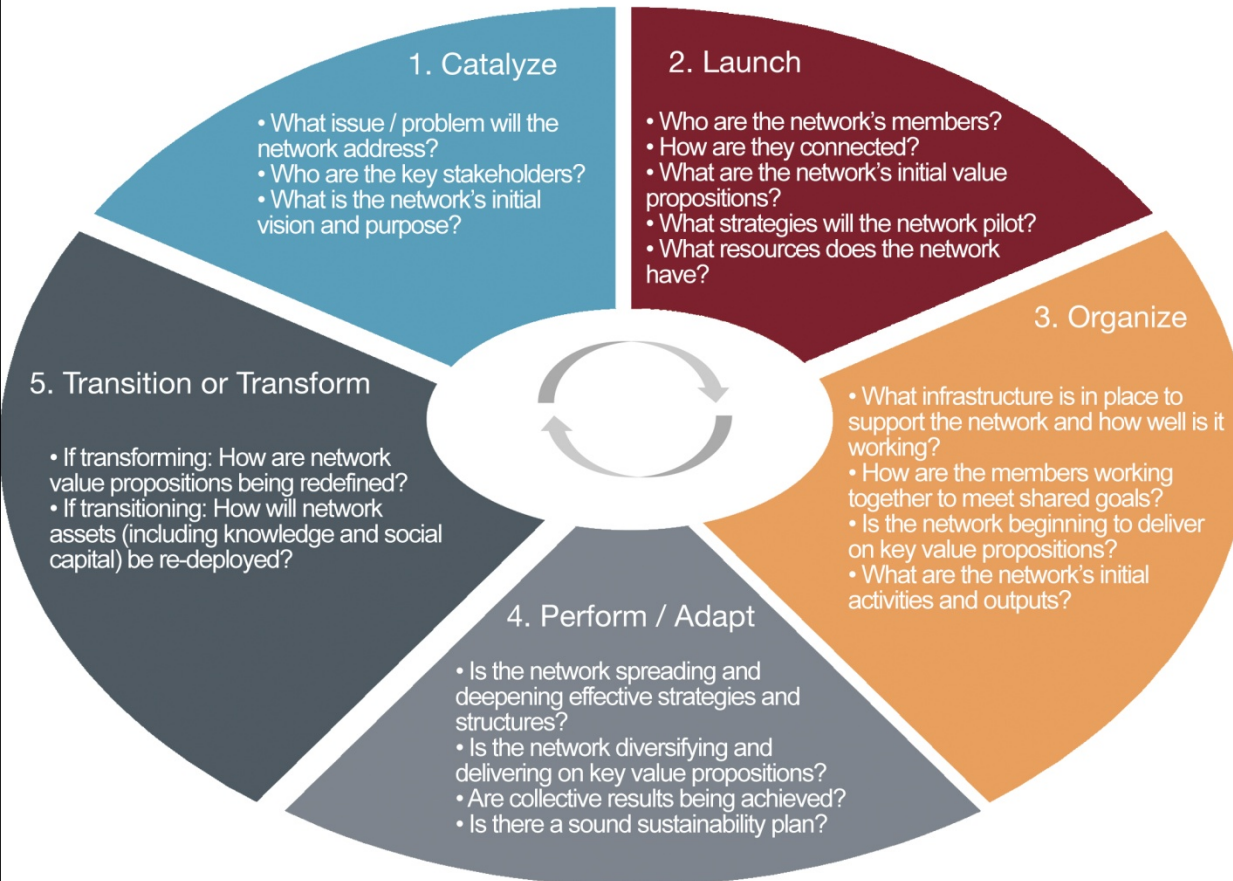 1. Catalyze
• What issue / problem will the
network address?
• Who are the key stakeholders?
• What is the network's initial
vision and purpose?
2. Launch
• Who are the network's members?
• How are they connected?
• What are the network's initial value
propositions?
• What strategies will the network pilot?
• What resources does the network
have?
3. Organize
• What infrastructure is in place to
support the network and how well is it
working?
• How are the members working
together to meet shared goals?
• Is the network beginning to deliver
on key value propositions?
• What are the network's initial
activities and outputs?
4. Perform / Adapt
• Is the network spreading and
deepening effective strategies and
structures?
• Is the network diversifying and
delivering on key value propositions?
• Are collective results being achieved?
• Is there a sound sustainability plan?
5. Transition or Transform
• If transforming: How are network
value propositions being redefined?
• If transitioning: How will network
assets (including knowledge and social
capital) be re-deployed?